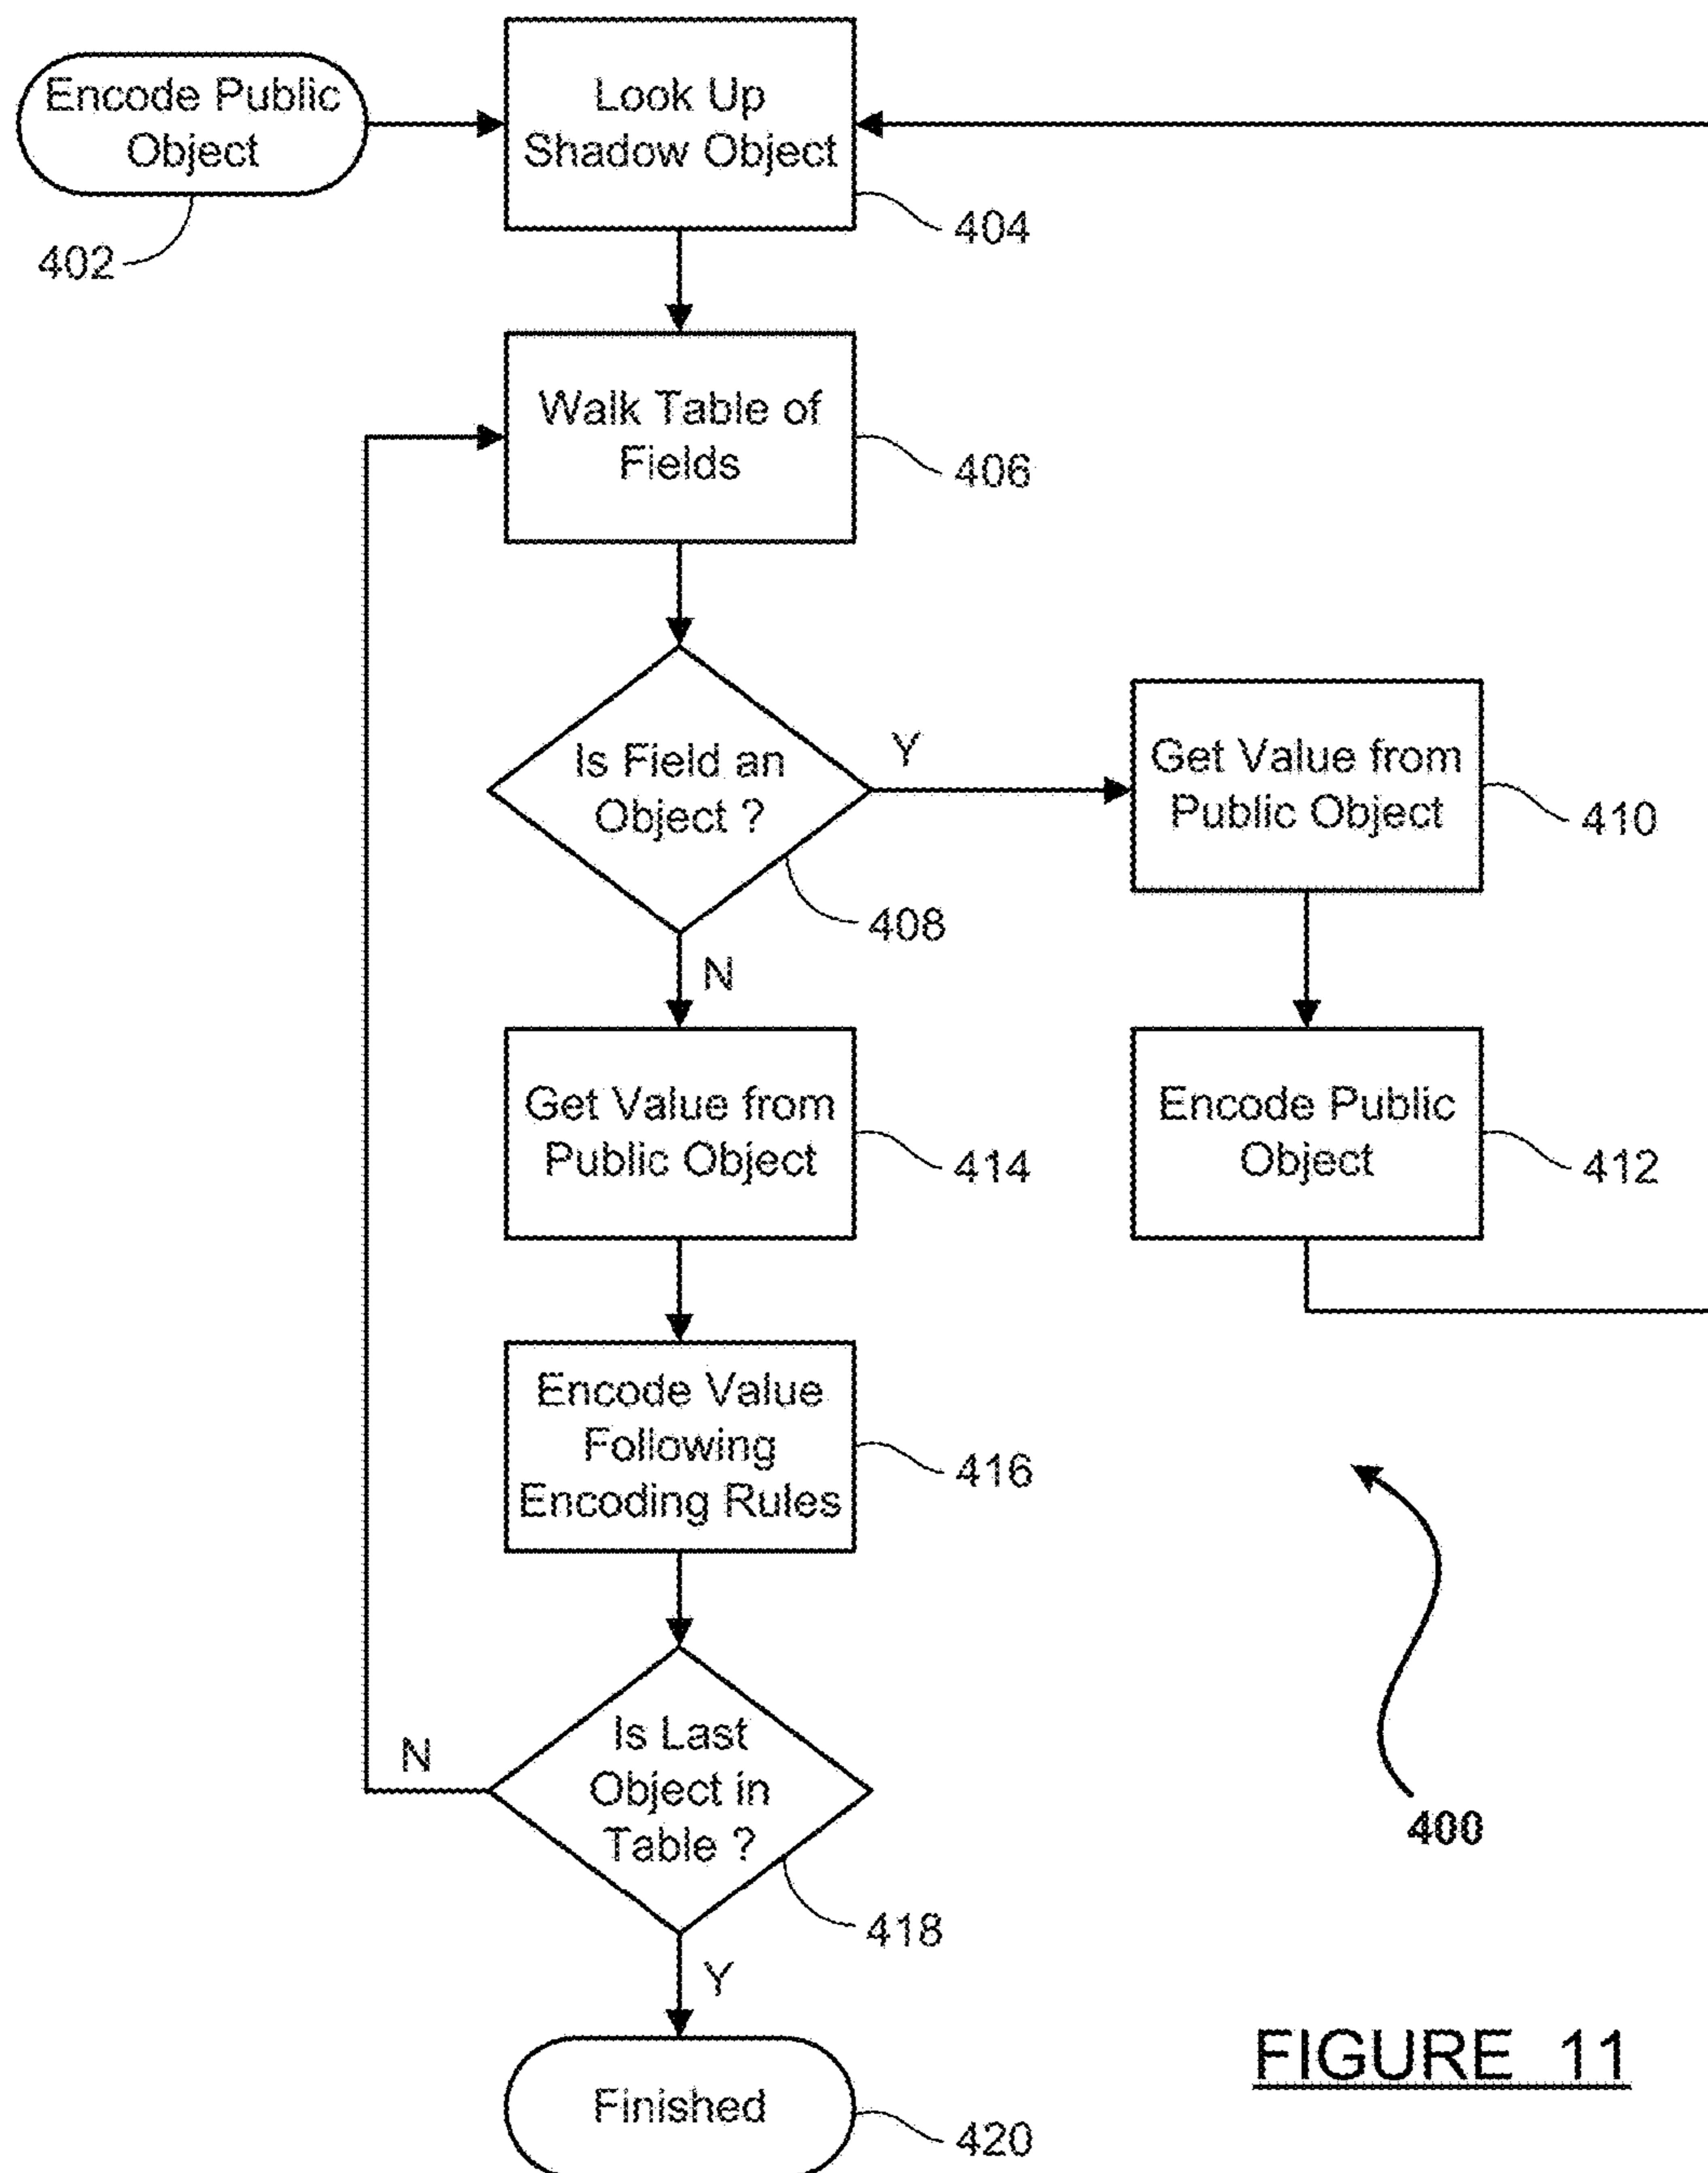 Encode Public
Object
402
Look Up
Shadow Object
404
Walk Table of
Fields
406
Is Field an
Object ?
408
Y
N
Get Value from
Public Object
410
Encode Public
Object
412
Get Value from
Public Object
414
Encode Value
Following
Encoding Rules
416
Is Last
Object in
Table ?
418
N
Y
Finished
420
400
FIGURE 11